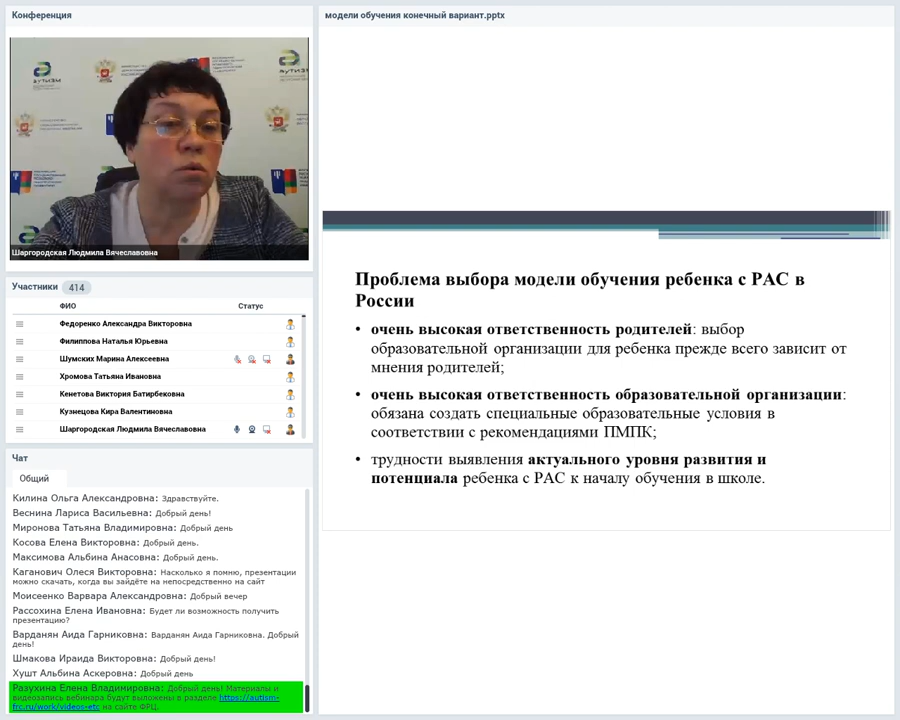 Конференция
аутизм
аутизм
Шаргородская Людмила Вячеславовна
Участники 414
ФИО Статус
Федоренко Александра Викторовна
Филиппова Наталья Юрьевна
Шумских Марина Алексеевна
Хромова Татьяна Ивановна
Кенетова Виктория Батирбековна
Кузнецова Кира Валентиновна
Шаргородская Людмила Вячеславовна
Чат
Общий
Килина Ольга Александровна: Здравствуйте.
Веснина Лариса Васильевна: Добрый день!
Миронова Татьяна Владимировна: Добрый день
Косова Елена Викторовна: Добрый день.
Максимова Альбина Анасовна: Добрый день.
Каганович Олеся Викторовна: Насколько я помню, презентации
можно скачать, когда вы зайдёте на непосредственно на сайт
Моисеенко Варвара Александровна: Добрый вечер
Рассохина Елена Ивановна: Будет ли возможность получить
презентацию?
Варданян Аида Гарниковна: Варданян Аида Гарниковна. Добрый
день!
Шмакова Ираида Викторовна: Добрый день!
Хушт Альбина Аскеровна: Добрый день
Разухина Елена Владимировна: Добрый день! Материалы и
видеозапись вебинара будут выложены в разделе https://autism-
frc.ru/work/videos-etc на сайте ФРЦ.
модели обучения конечный вариант.pptx
Проблема выбора модели обучения ребенка с РАС в
России
• очень высокая ответственность родителей: выбор
образовательной организации для ребенка прежде всего зависит от
мнения родителей;
• очень высокая ответственность образовательной организации:
обязана создать специальные образовательные условия в
соответствии с рекомендациями ПМПК;
• трудности выявления актуального уровня развития и
потенциала ребенка с РАС к началу обучения в школе.